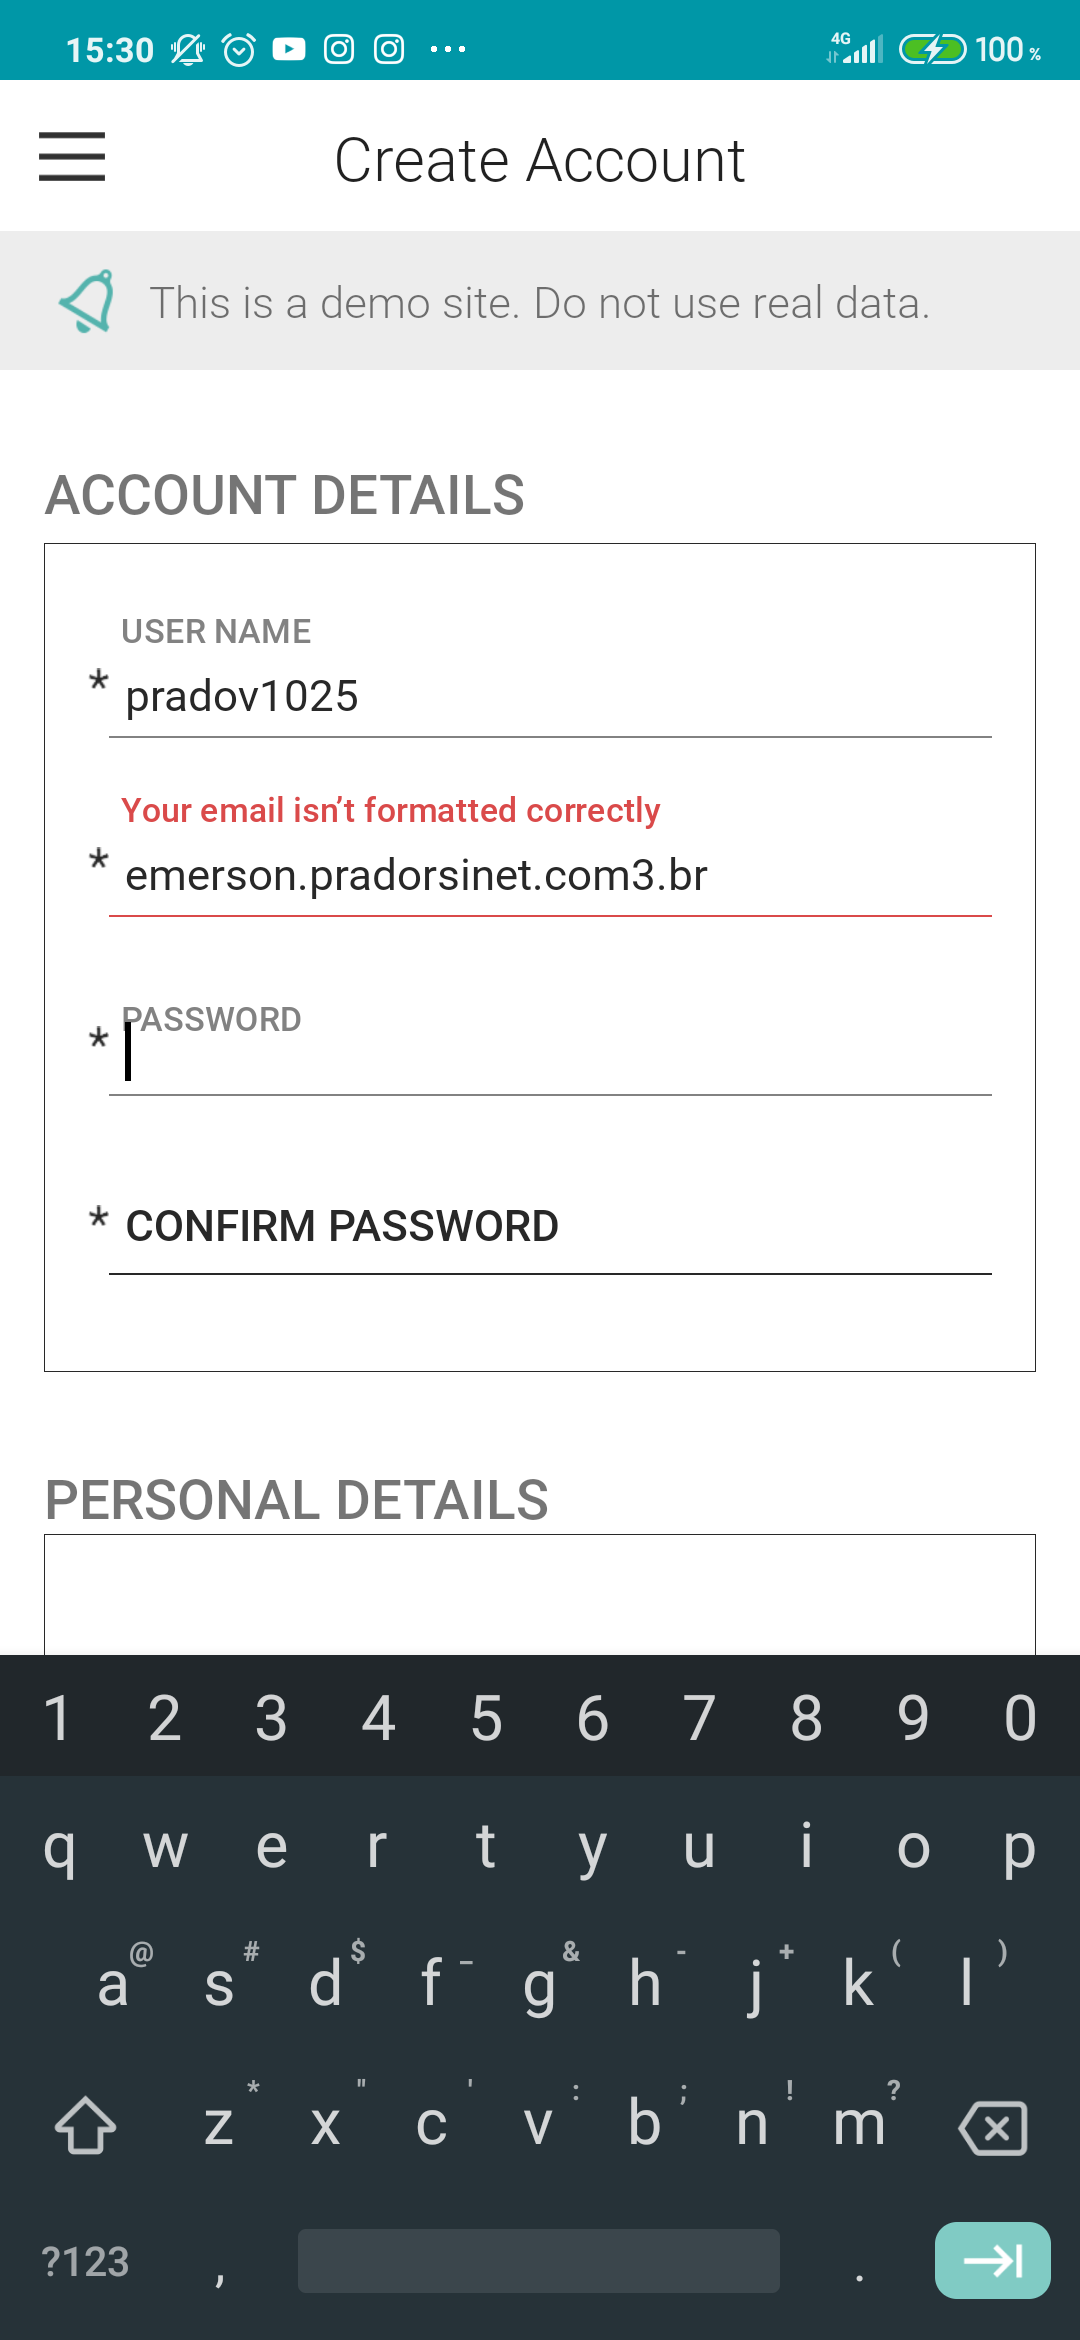 15:30 ... 4G 100 %
Create Account
This is a demo site. Do not use real data.
ACCOUNT DETAILS
USER NAME
* pradov1025
Your email isn’t formatted correctly
* emerson.pradorsinet.com3.br
PASSWORD
*
* CONFIRM PASSWORD
PERSONAL DETAILS
1 2 3 4 5 6 7 8 9 0
q w e r t y u i o p
@ # $ _ & - + ( )
a s d f g h j k l
* " ' : ; ! ?
z x c v b n m
?123 , .